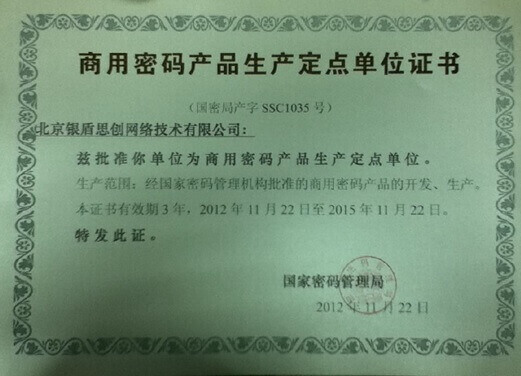 商用密码产品生产定点单位证书
（国密局产字 SSC1035 号）
北京银盾思创网络技术有限公司：
兹批准你单位为商用密码产品生产定点单位。
生产范围：经国家密码管理机构批准的商用密码产品的开发、生产。
本证书有效期 3 年，2012 年 11 月 22 日至 2015 年 11 月 22 日。
特发此证。
国家密码管理局
2012 年 11 月 22 日